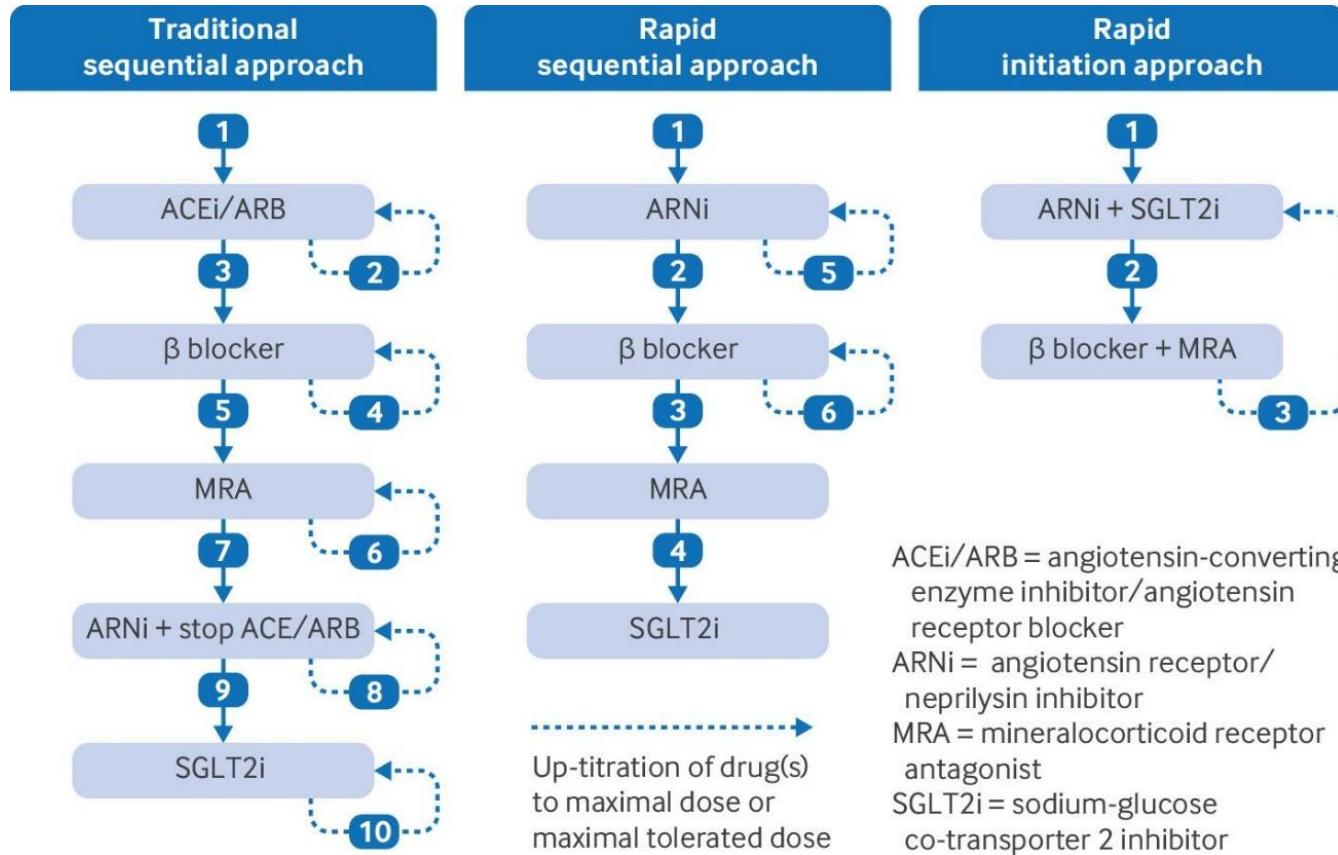 Traditional
sequential approach
1
ACEi/ARB
2
3
β blocker
4
5
MRA
6
7
ARNi + stop ACE/ARB
8
9
SGLT2i
10
Rapid
sequential approach
1
ARNi
2
5
β blocker
3
6
MRA
4
SGLT2i
Up-titration of drug(s)
to maximal dose or
maximal tolerated dose
Rapid
initiation approach
1
ARNi + SGLT2i
2
β blocker + MRA
3
ACEi/ARB = angiotensin-converting
enzyme inhibitor/angiotensin
receptor blocker
ARNi = angiotensin receptor/
neprilysin inhibitor
MRA = mineralocorticoid receptor
antagonist
SGLT2i = sodium-glucose
co-transporter 2 inhibitor